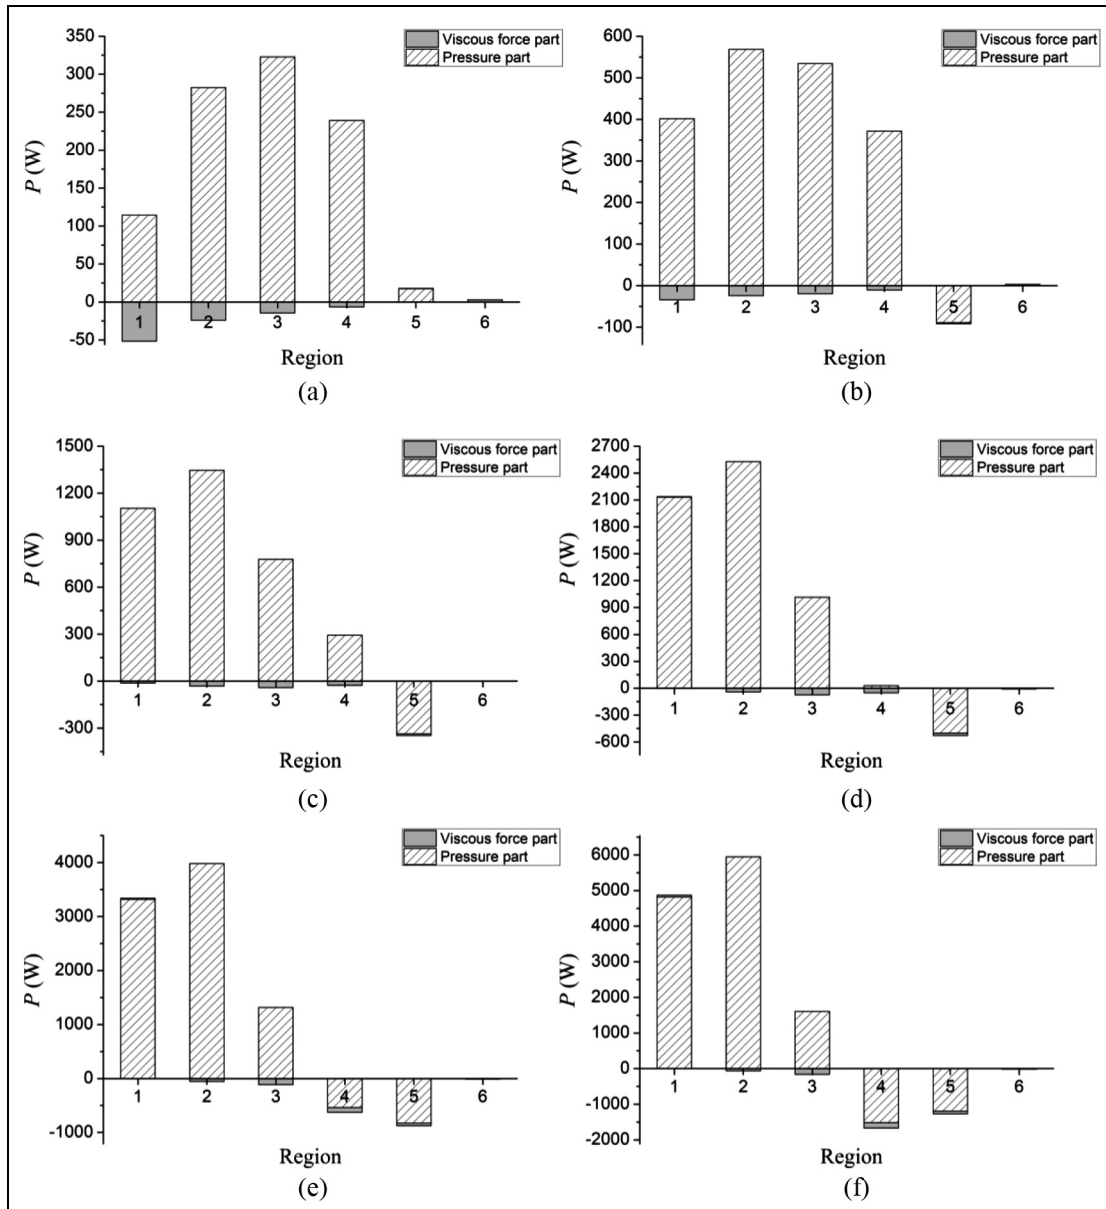 350
300
250
200
150
100
50
0
-50
P (W)
Viscous force part
Pressure part
1 2 3 4 5 6
Region
(a)
600
500
400
300
200
100
0
-100
P (W)
Viscous force part
Pressure part
1 2 3 4 5 6
Region
(b)
1500
1200
900
600
300
0
-300
P (W)
Viscous force part
Pressure part
1 2 3 4 5 6
Region
(c)
2700
2400
2100
1800
1500
1200
900
600
300
0
-300
-600
P (W)
Viscous force part
Pressure part
1 2 3 4 5 6
Region
(d)
4000
3000
2000
1000
0
-1000
P (W)
Viscous force part
Pressure part
1 2 3 4 5 6
Region
(e)
6000
5000
4000
3000
2000
1000
0
-1000
-2000
P (W)
Viscous force part
Pressure part
1 2 3 4 5 6
Region
(f)